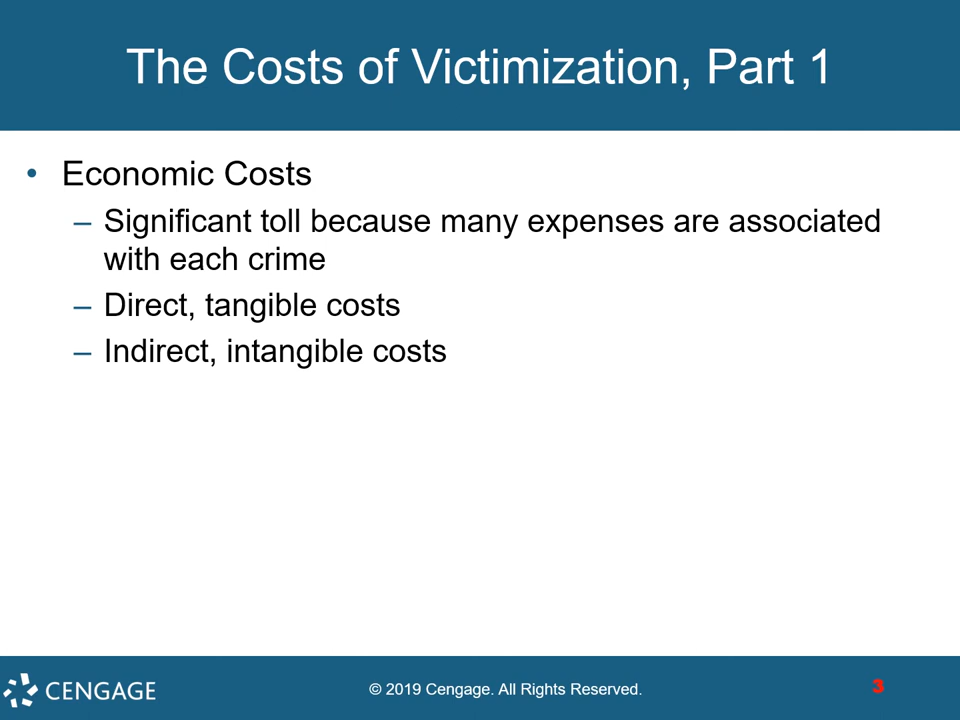 The Costs of Victimization, Part 1
• Economic Costs
– Significant toll because many expenses are associated
with each crime
– Direct, tangible costs
– Indirect, intangible costs
CENGAGE
© 2019 Cengage. All Rights Reserved.
3